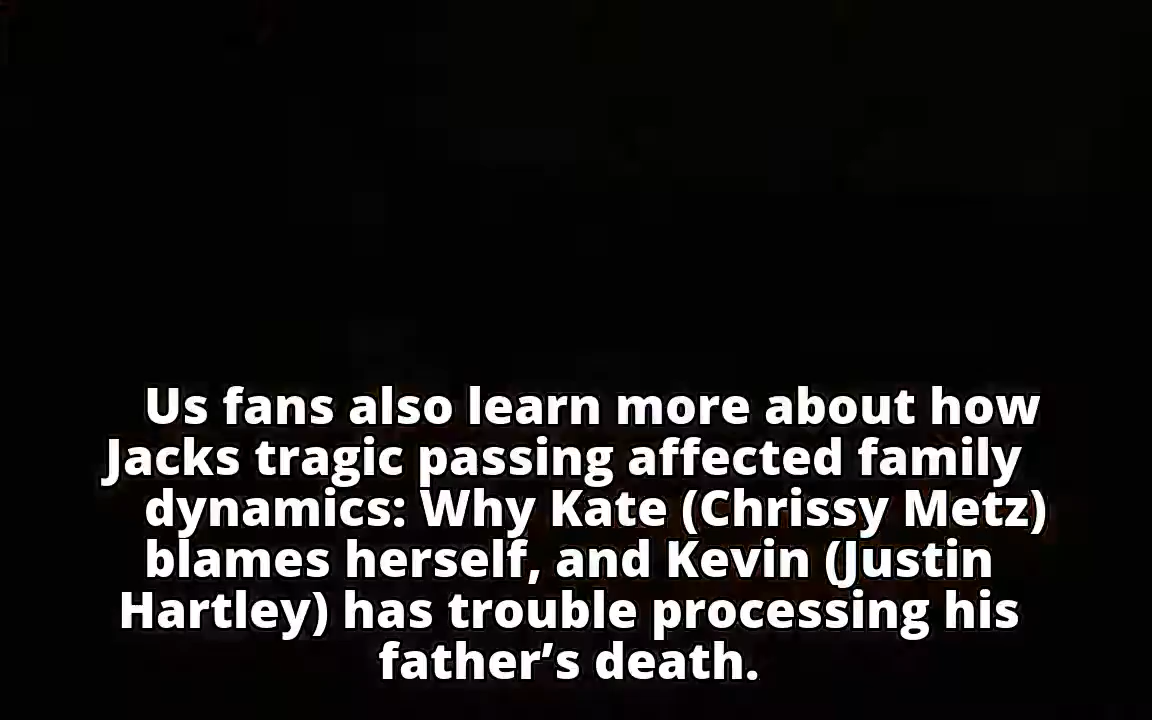 Us fans also learn more about how
Jacks tragic passing affected family
dynamics: Why Kate (Chrissy Metz)
blames herself, and Kevin (Justin
Hartley) has trouble processing his
father’s death.